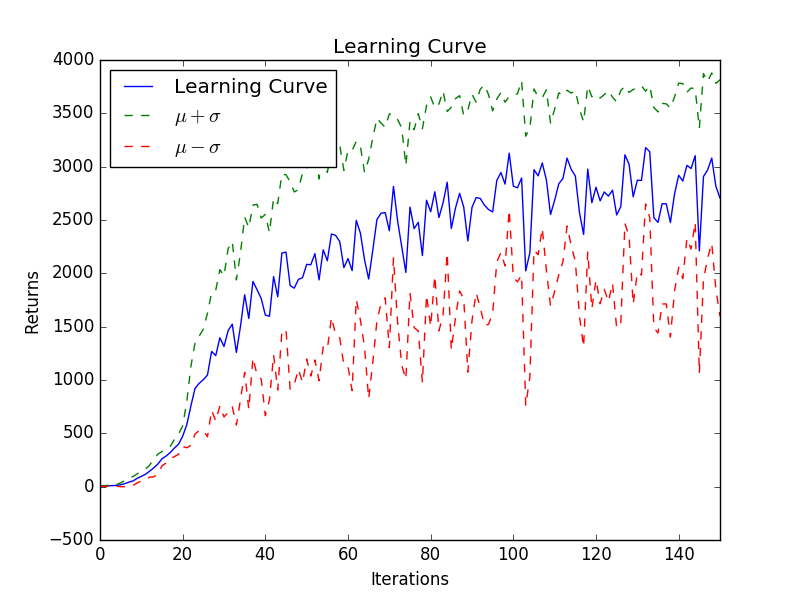 Learning Curve
4000
3500
3000
2500
2000
1500
1000
500
0
−500
Returns
Learning Curve
μ + σ
μ − σ
0 20 40 60 80 100 120 140
Iterations